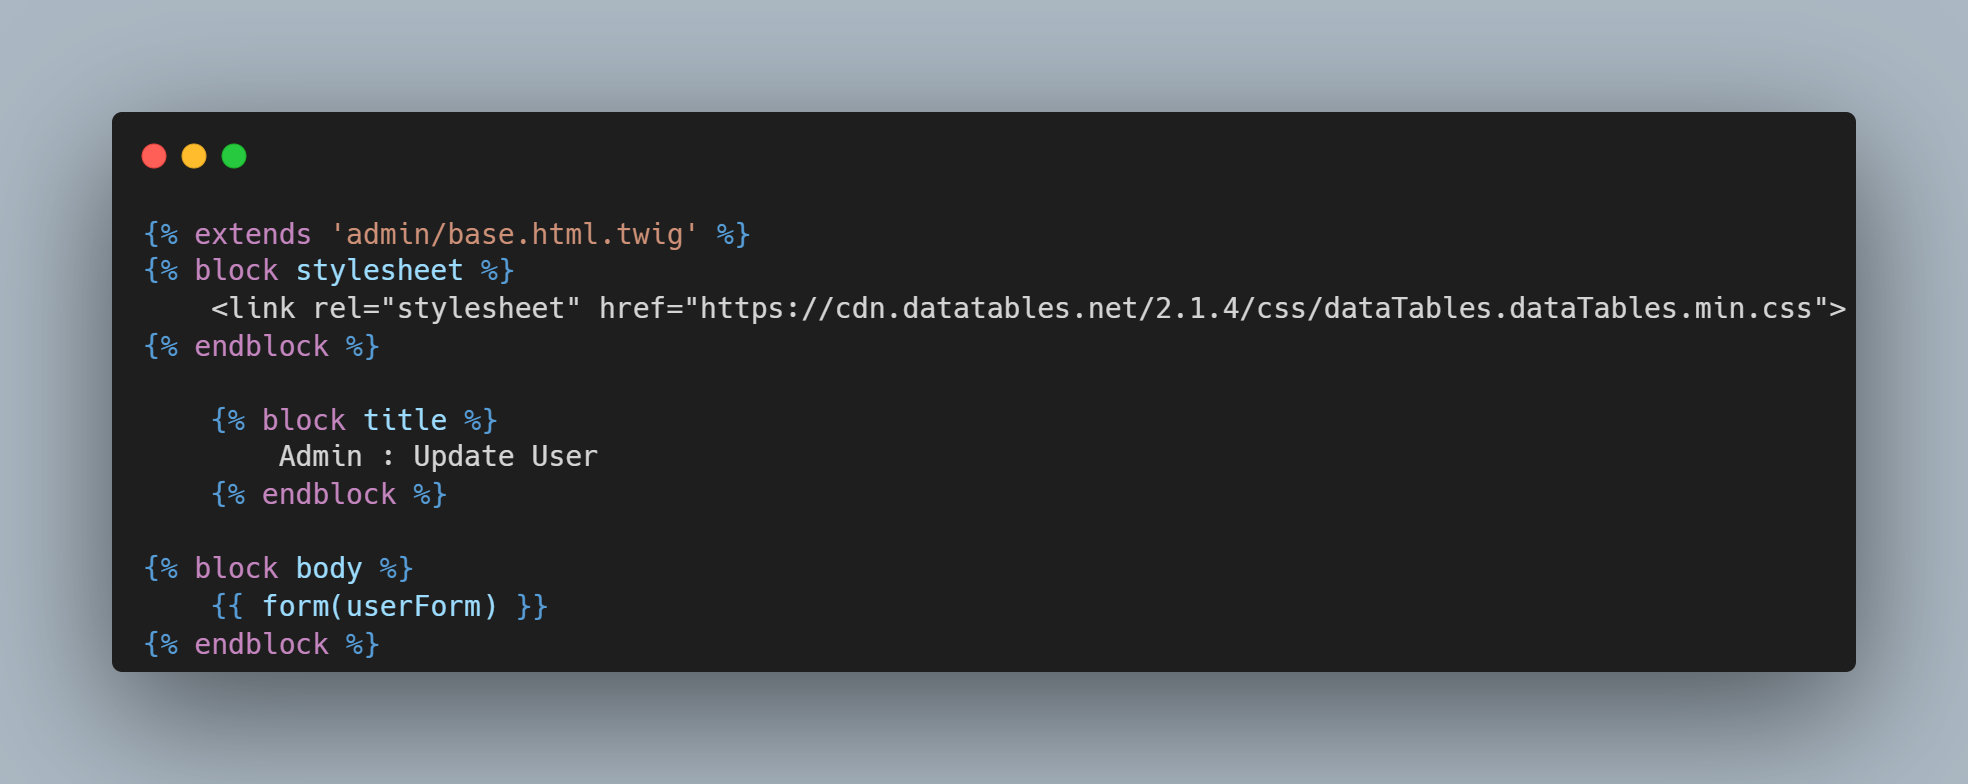 {% extends 'admin/base.html.twig' %}
{% block stylesheet %}
    <link rel="stylesheet" href="https://cdn.datatables.net/2.1.4/css/dataTables.dataTables.min.css">
{% endblock %}

    {% block title %}
        Admin : Update User
    {% endblock %}

{% block body %}
    {{ form(userForm) }}
{% endblock %}